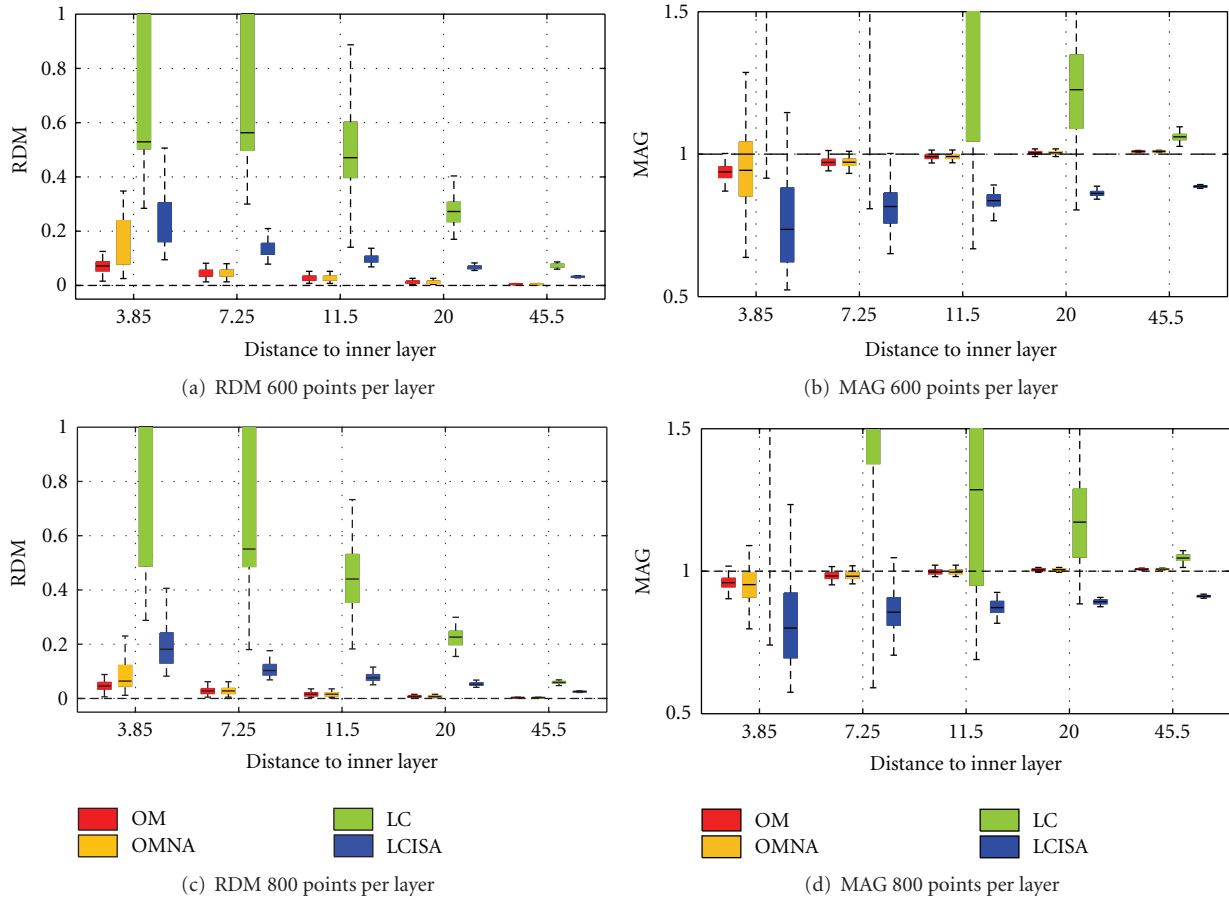 RDM
1
0.8
0.6
0.4
0.2
0
3.85 7.25 11.5 20 45.5
Distance to inner layer
(a) RDM 600 points per layer
MAG
1.5
1
0.5
3.85 7.25 11.5 20 45.5
Distance to inner layer
(b) MAG 600 points per layer
RDM
1
0.8
0.6
0.4
0.2
0
3.85 7.25 11.5 20 45.5
Distance to inner layer
OM LC
OMNA LCISA
(c) RDM 800 points per layer
MAG
1.5
1
0.5
3.85 7.25 11.5 20 45.5
Distance to inner layer
OM LC
OMNA LCISA
(d) MAG 800 points per layer